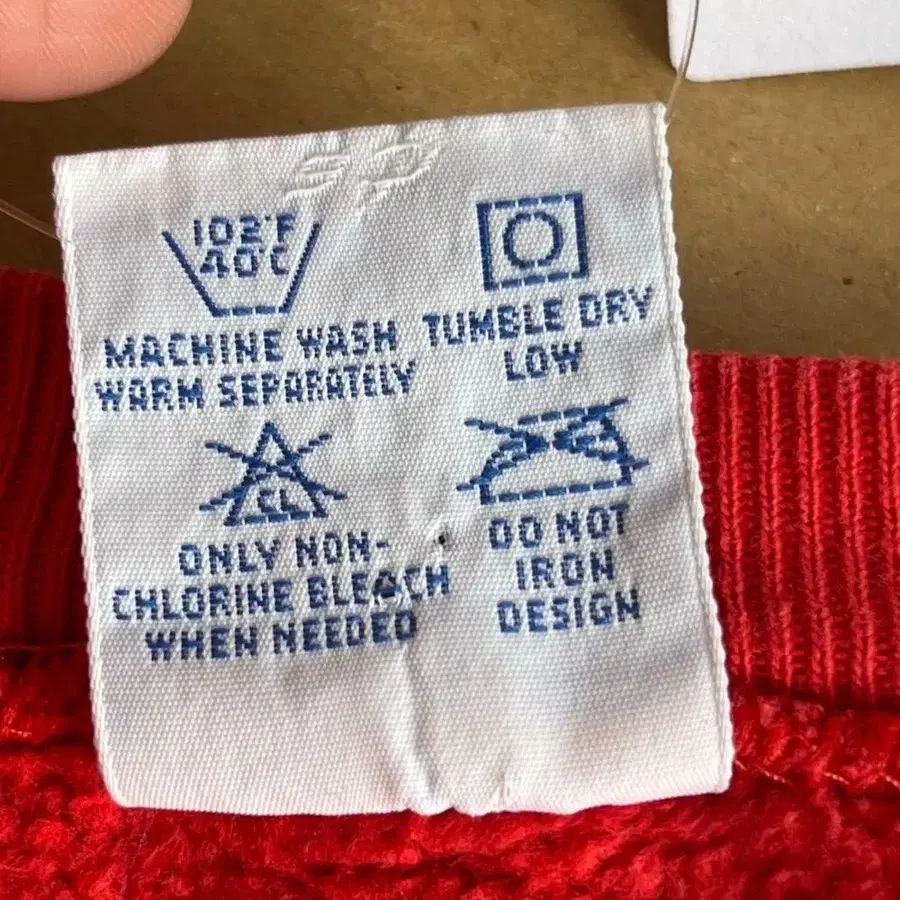 103°F
40°C
MACHINE WASH
WARM SEPARATELY
TUMBLE DRY
LOW
CL
ONLY NON-
CHLORINE BLEACH
WHEN NEEDED
DO NOT
IRON
DESIGN